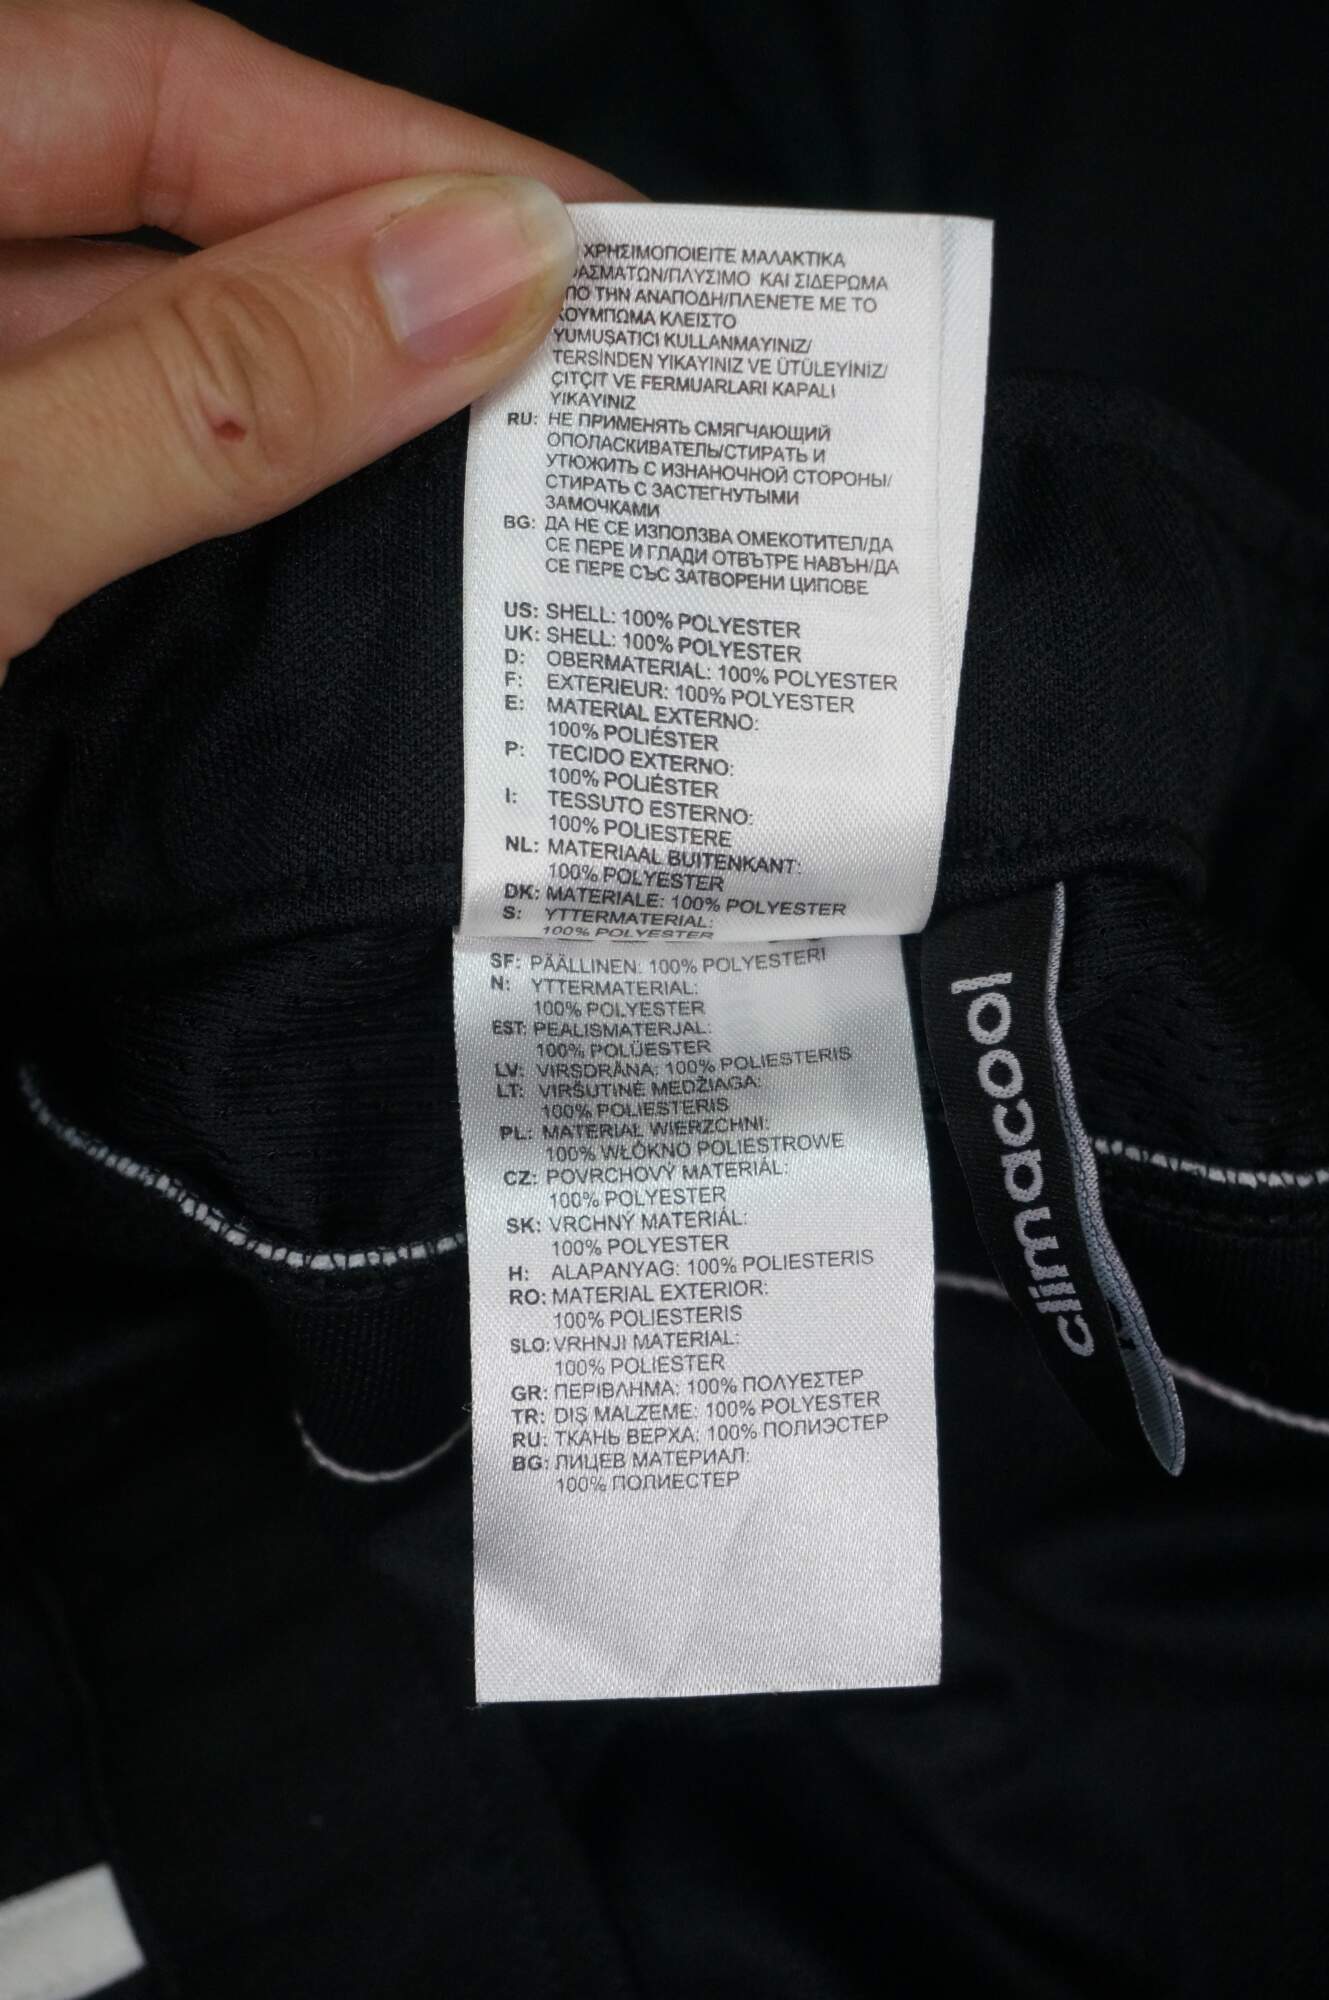 ΧΡΗΣΙΜΟΠΟΙΕΙΤΕ ΜΑΛΑΚΤΙΚΑ
ΑΣΜΑΤΩΝ/ΠΛΥΣΙΜΟ ΚΑΙ ΣΙΔΕΡΩΜΑ
ΠΟ ΤΗΝ ΑΝΑΠΟΔΗ/ΠΛΕΝΕΤΕ ΜΕ ΤΟ
ΚΟΥΜΠΩΜΑ ΚΛΕΙΣΤΟ
YUMUŞATICI KULLANMAYINIZ/
TERSİNDEN YIKAYINIZ VE ÜTÜLEYİNİZ/
ÇITÇIT VE FERMUARLARI KAPALI
YIKAYINIZ
RU: НЕ ПРИМЕНЯТЬ СМЯГЧАЮЩИЙ
ОПОЛАСКИВАТЕЛЬ/СТИРАТЬ И
УТЮЖИТЬ С ИЗНАНОЧНОЙ СТОРОНЫ/
СТИРАТЬ С ЗАСТЕГНУТЫМИ
ЗАМОЧКАМИ
BG: ДА НЕ СЕ ИЗПОЛЗВА ОМЕКОТИТЕЛ/ДА
СЕ ПЕРЕ И ГЛАДИ ОТВЪТРЕ НАВЪН/ДА
СЕ ПЕРЕ СЪС ЗАТВОРЕНИ ЦИПОВЕ
US: SHELL: 100% POLYESTER
UK: SHELL: 100% POLYESTER
D: OBERMATERIAL: 100% POLYESTER
F: EXTERIEUR: 100% POLYESTER
E: MATERIAL EXTERNO:
100% POLIÉSTER
P: TECIDO EXTERNO:
100% POLIÉSTER
I: TESSUTO ESTERNO:
100% POLIESTERE
NL: MATERIAAL BUITENKANT:
100% POLYESTER
DK: MATERIALE: 100% POLYESTER
S: YTTERMATERIAL:
100% POLYESTER
SF: PÄÄLLINEN: 100% POLYESTERI
N: YTTERMATERIAL:
100% POLYESTER
EST: PEALISMATERJAL:
100% POLÜESTER
LV: VIRSDRĀNA: 100% POLIESTERIS
LT: VIRŠUTINĖ MEDŽIAGA:
100% POLIESTERIS
PL: MATERIAŁ WIERZCHNI:
100% WŁÓKNO POLIESTROWE
CZ: POVRCHOVÝ MATERIÁL:
100% POLYESTER
SK: VRCHNÝ MATERIÁL:
100% POLYESTER
H: ALAPANYAG: 100% POLIESTERIS
RO: MATERIAL EXTERIOR:
100% POLIESTERIS
SLO: VRHNJI MATERIAL:
100% POLIESTER
GR: ΠΕΡΙΒΛΗΜΑ: 100% ΠΟΛΥΕΣΤΕΡ
TR: DIŞ MALZEME: 100% POLYESTER
RU: ТКАНЬ ВЕРХА: 100% ПОЛИЭСТЕР
BG: ЛИЦЕВ МАТЕРИАЛ:
100% ПОЛИЕСТЕР
climacool